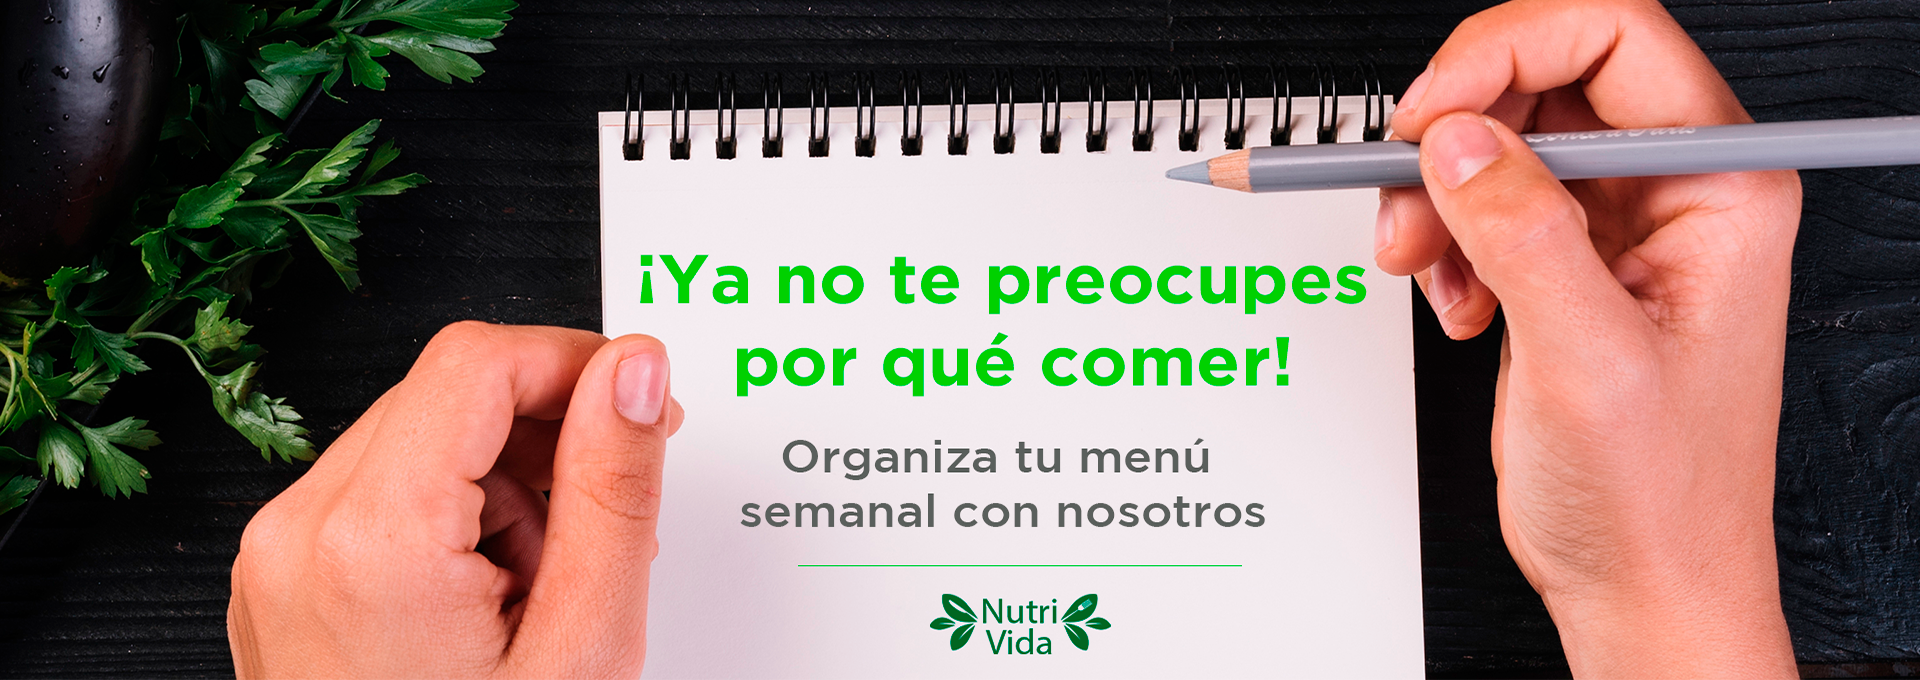 ¡Ya no te preocupes
por qué comer!
Organiza tu menú
semanal con nosotros
Nutri
Vida